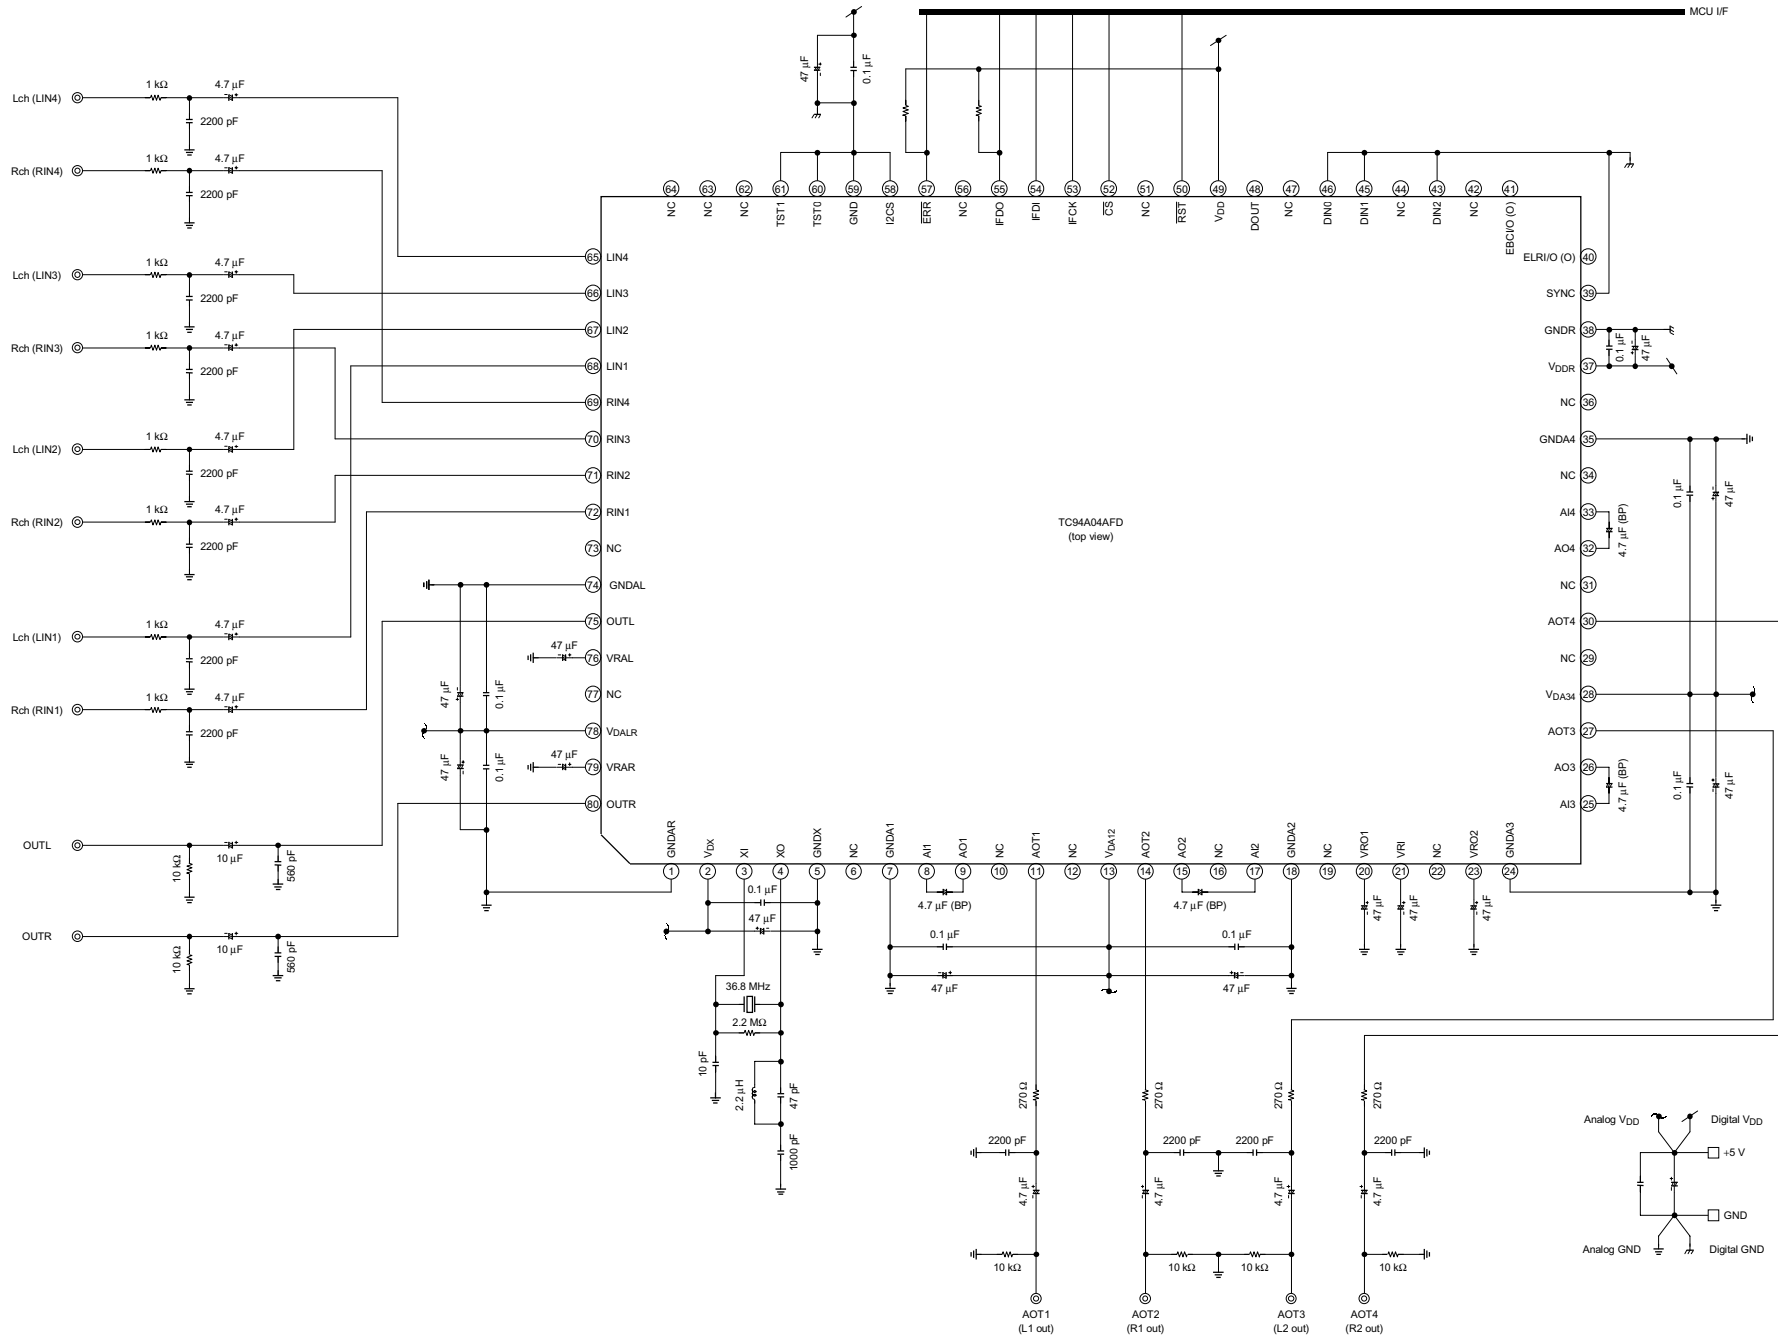 MCU I/F
47 µF
0.1 µF
Lch (LIN4)
1 kΩ
4.7 µF
2200 pF
Rch (RIN4)
1 kΩ
4.7 µF
2200 pF
Lch (LIN3)
1 kΩ
4.7 µF
2200 pF
Rch (RIN3)
1 kΩ
4.7 µF
2200 pF
Lch (LIN2)
1 kΩ
4.7 µF
2200 pF
Rch (RIN2)
1 kΩ
4.7 µF
2200 pF
Lch (LIN1)
1 kΩ
4.7 µF
2200 pF
Rch (RIN1)
1 kΩ
4.7 µF
2200 pF
OUTL
10 kΩ
10 µF
560 pF
OUTR
10 kΩ
10 µF
560 pF
64 NC
63 NC
62 NC
61 TST1
60 TST0
59 GND
58 I2CS
57 ERR
56 NC
55 IFDO
54 IFDI
53 IFCK
52 CS
51 NC
50 RST
49 VDD
48 DOUT
47 NC
46 DIN0
45 DIN1
44 NC
43 DIN2
42 NC
41 EBCI/O (O)
65 LIN4
66 LIN3
67 LIN2
68 LIN1
69 RIN4
70 RIN3
71 RIN2
72 RIN1
73 NC
74 GNDAL
75 OUTL
76 VRAL
47 µF
77 NC
78 VDALR
79 VRAR
47 µF
80 OUTR
47 µF
0.1 µF
47 µF
0.1 µF
TC94A04AFD
(top view)
ELRI/O (O) 40
SYNC 39
GNDR 38
VDDR 37
0.1 µF
47 µF
NC 36
GNDA4 35
NC 34
AI4 33
AO4 32
4.7 µF (BP)
NC 31
AOT4 30
NC 29
VDA34 28
AOT3 27
AO3 26
AI3 25
4.7 µF (BP)
0.1 µF
47 µF
0.1 µF
47 µF
GNDAR 1
VDX 2
XI 3
XO 4
GNDX 5
NC 6
GNDA1 7
AI1 8
AO1 9
NC 10
AOT1 11
NC 12
VDA12 13
AOT2 14
AO2 15
NC 16
AI2 17
GNDA2 18
NC 19
VRO1 20
VRI 21
NC 22
VRO2 23
GNDA3 24
0.1 µF
47 µF
4.7 µF (BP)
4.7 µF (BP)
47 µF
47 µF
47 µF
0.1 µF
0.1 µF
47 µF
47 µF
36.8 MHz
2.2 MΩ
10 pF
2.2 µH
47 pF
1000 pF
270 Ω
270 Ω
270 Ω
270 Ω
2200 pF
2200 pF
2200 pF
2200 pF
4.7 µF
4.7 µF
4.7 µF
4.7 µF
10 kΩ
10 kΩ
10 kΩ
10 kΩ
AOT1
(L1 out)
AOT2
(R1 out)
AOT3
(L2 out)
AOT4
(R2 out)
Analog VDD
Digital VDD
+5 V
GND
Analog GND
Digital GND